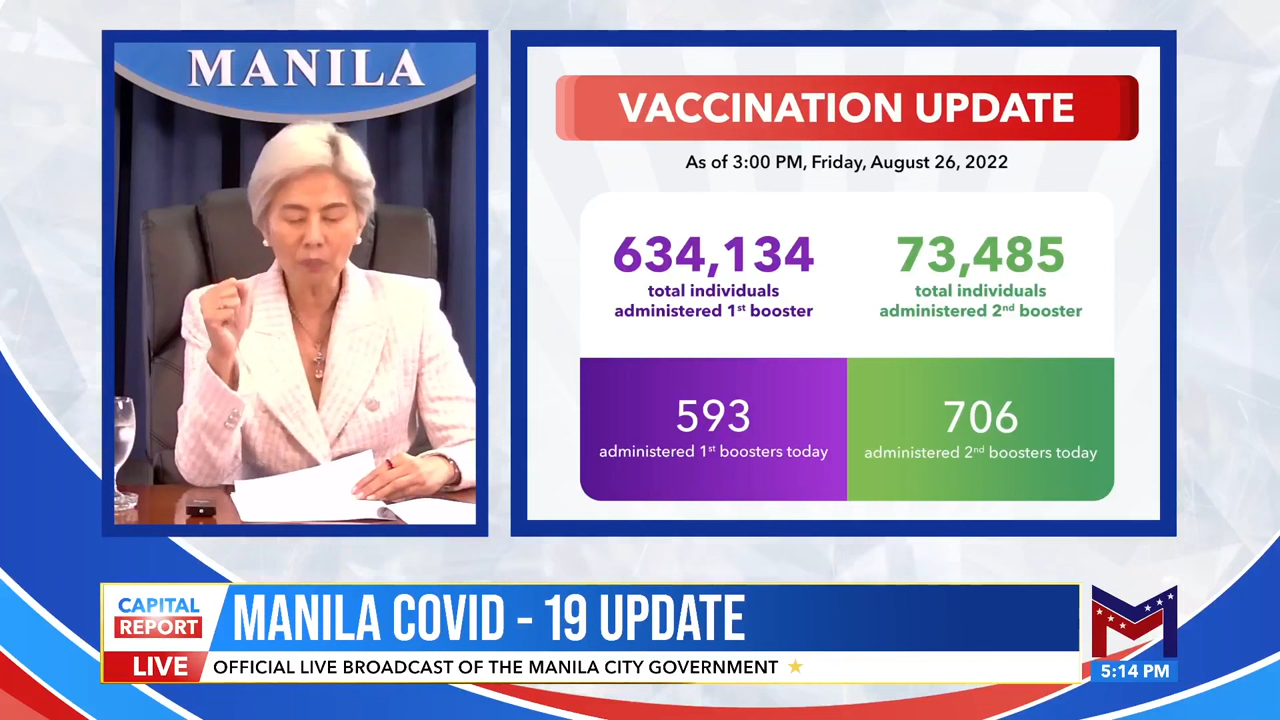 MANILA
VACCINATION UPDATE
As of 3:00 PM, Friday, August 26, 2022
634,134
total individuals
administered 1st booster
73,485
total individuals
administered 2nd booster
593
administered 1st boosters today
706
administered 2nd boosters today
CAPITAL
REPORT
MANILA COVID - 19 UPDATE
LIVE
OFFICIAL LIVE BROADCAST OF THE MANILA CITY GOVERNMENT
M
5:14 PM